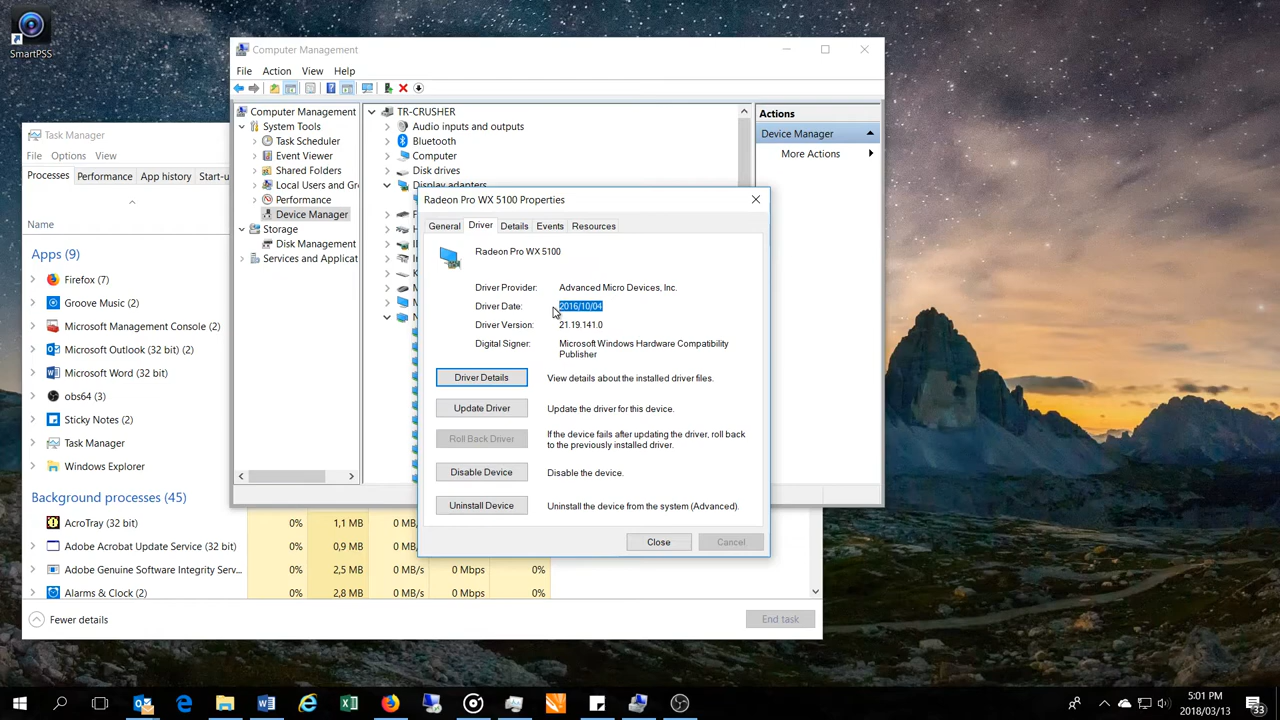 SmartPSS
Computer Management
File Action View Help
Computer Management
System Tools
Task Scheduler
Event Viewer
Shared Folders
Local Users and Gr
Performance
Device Manager
Storage
Disk Management
Services and Applicat
TR-CRUSHER
Audio inputs and outputs
Bluetooth
Computer
Disk drives
Display adapters
Actions
Device Manager
More Actions
Task Manager
File Options View
Processes Performance App history Start-u
Name
Apps (9)
Firefox (7)
Groove Music (2)
Microsoft Management Console (2)
Microsoft Outlook (32 bit) (2)
Microsoft Word (32 bit)
obs64 (3)
Sticky Notes (2)
Task Manager
Windows Explorer
Background processes (45)
AcroTray (32 bit) 0% 1,1 MB 0 MB/
Adobe Acrobat Update Service (32 bit) 0% 0,9 MB 0 MB/
Adobe Genuine Software Integrity Serv... 0% 2,5 MB 0 MB/s 0 Mbps 0%
Alarms & Clock (2) 0% 2,8 MB 0 MB/s 0 Mbps 0%
Fewer details
End task
Radeon Pro WX 5100 Properties
General Driver Details Events Resources
Radeon Pro WX 5100
Driver Provider: Advanced Micro Devices, Inc.
Driver Date: 2016/10/04
Driver Version: 21.19.141.0
Digital Signer: Microsoft Windows Hardware Compatibility
Publisher
Driver Details View details about the installed driver files.
Update Driver Update the driver for this device.
Roll Back Driver If the device fails after updating the driver, roll back
to the previously installed driver.
Disable Device Disable the device.
Uninstall Device Uninstall the device from the system (Advanced).
Close Cancel
5:01 PM
2018/03/13
33